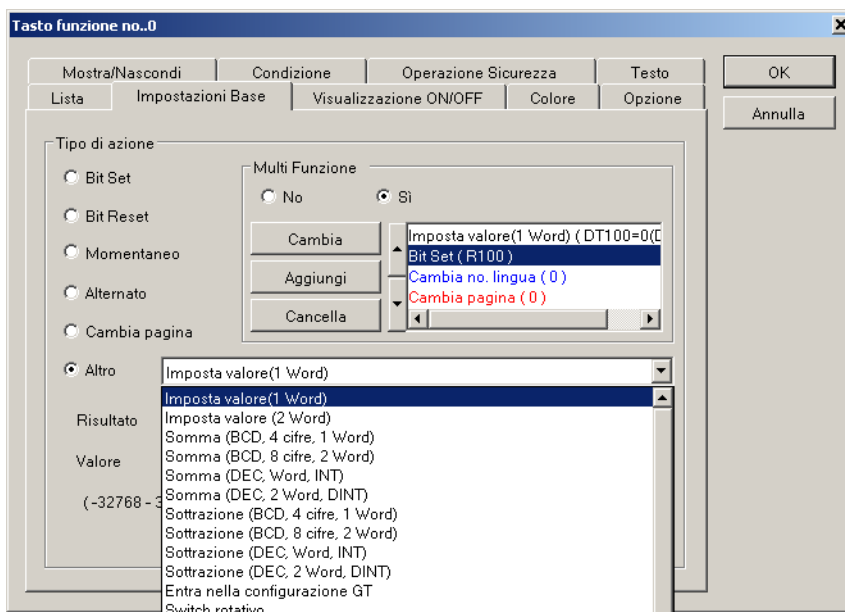 Tasto funzione no..0
Mostra/Nascondi
Condizione
Operazione Sicurezza
Testo
OK
Lista
Impostazioni Base
Visualizzazione ON/OFF
Colore
Opzione
Annulla
Tipo di azione
Bit Set
Bit Reset
Momentaneo
Alternato
Cambia pagina
Altro
Multi Funzione
No
Sì
Cambia
Aggiungi
Cancella
Imposta valore(1 Word) ( DT100=0(D
Bit Set ( R100 )
Cambia no. lingua ( 0 )
Cambia pagina ( 0 )
Imposta valore(1 Word)
Imposta valore(1 Word)
Imposta valore (2 Word)
Somma (BCD, 4 cifre, 1 Word)
Somma (BCD, 8 cifre, 2 Word)
Somma (DEC, Word, INT)
Somma (DEC, 2 Word, DINT)
Sottrazione (BCD, 4 cifre, 1 Word)
Sottrazione (BCD, 8 cifre, 2 Word)
Sottrazione (DEC, Word, INT)
Sottrazione (DEC, 2 Word, DINT)
Entra nella configurazione GT
Switch rotativo
Risultato
Valore
( -32768 - 3